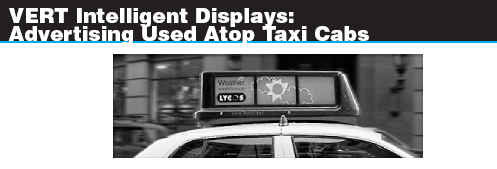 VERT Intelligent Displays:
Advertising Used Atop Taxi Cabs
Weather
LYCOS